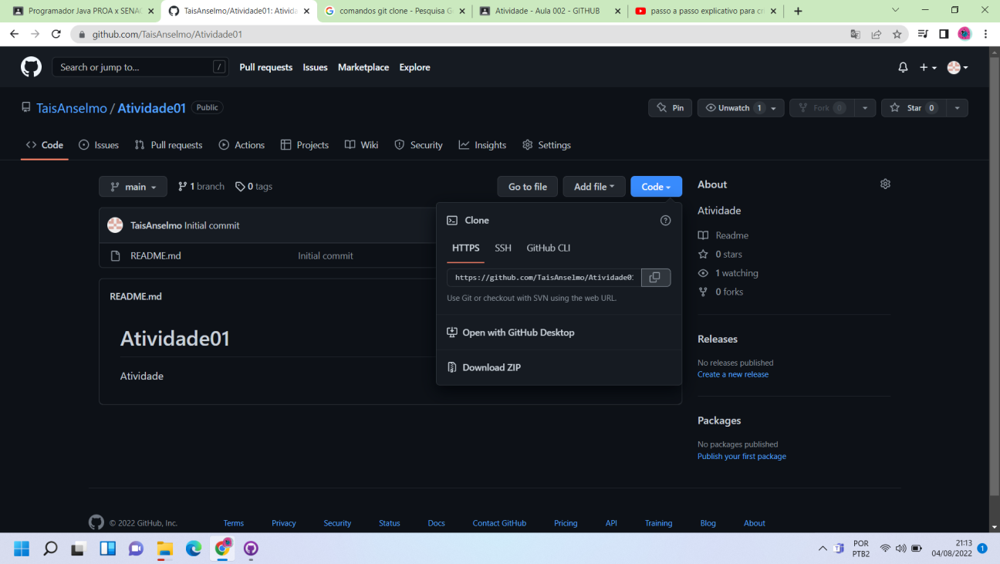 Programador Java PROA x SENAC
TaisAnselmo/Atividade01: Ativida
comandos git clone - Pesquisa G
Atividade - Aula 002 - GITHUB
passo a passo explicativo para cri
github.com/TaisAnselmo/Atividade01
Search or jump to... /
Pull requests Issues Marketplace Explore
TaisAnselmo / Atividade01 Public
Pin
Unwatch 1
Fork 0
Star 0
Code Issues Pull requests Actions Projects Wiki Security Insights Settings
main 1 branch 0 tags
Go to file Add file Code
TaisAnselmo Initial commit
README.md Initial commit
README.md
Atividade01
Atividade
Clone
HTTPS SSH GitHub CLI
https://github.com/TaisAnselmo/Atividade01
Use Git or checkout with SVN using the web URL.
Open with GitHub Desktop
Download ZIP
About
Atividade
Readme
0 stars
1 watching
0 forks
Releases
No releases published
Create a new release
Packages
No packages published
Publish your first package
© 2022 GitHub, Inc. Terms Privacy Security Status Docs Contact GitHub Pricing API Training Blog About
POR
PTB2
21:13
04/08/2022
1